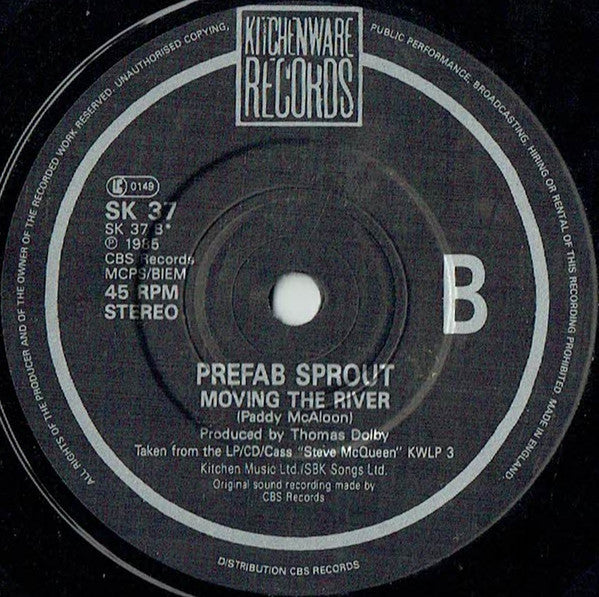 KITCHENWARE
RECORDS
ALL RIGHTS OF THE PRODUCER AND OF THE OWNER OF THE RECORDED WORK RESERVED. UNAUTHORISED COPYING, PUBLIC PERFORMANCE, BROADCASTING, HIRING OR RENTAL OF THIS RECORDING PROHIBITED. MADE IN ENGLAND.
LC 0149
SK 37
SK 37 B*
℗ 1985
CBS Records
MCPS/BIEM
45 RPM
STEREO
B
PREFAB SPROUT
MOVING THE RIVER
(Paddy McAloon)
Produced by Thomas Dolby
Taken from the LP/CD/Cass "Steve McQueen" KWLP 3
Kitchen Music Ltd./SBK Songs Ltd.
Original sound recording made by
CBS Records
DISTRIBUTION CBS RECORDS